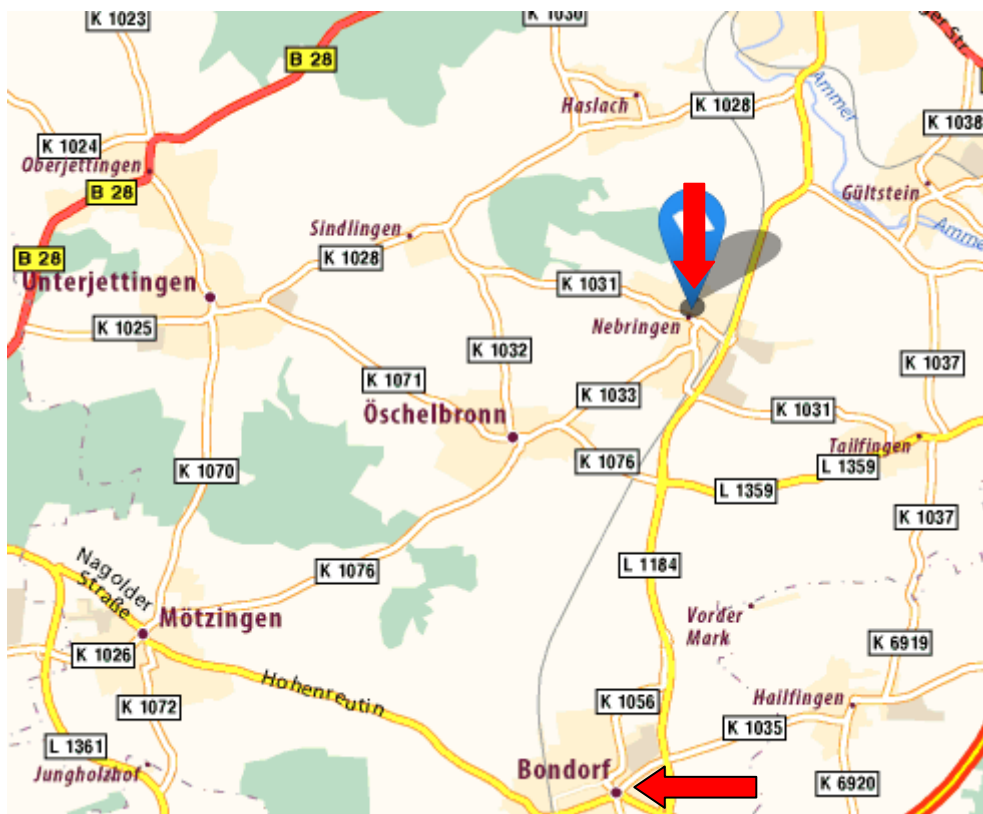 K 1023
K 1030
ger Str.
B 28
Haslach
K 1028
Ammer
K 1038
K 1024
Oberjettingen
B 28
Gültstein
Sindlingen
Ammer
B 28
K 1028
Unterjettingen
K 1031
Nebringen
K 1025
K 1032
K 1037
K 1071
K 1033
Öschelbronn
K 1031
Tailfingen
K 1070
K 1076
L 1359
L 1359
K 1037
Nagolder
Straße
K 1076
L 1184
Mötzingen
Vorder
Mark
K 1026
K 6919
Hohenreutin
K 1072
K 1056
Hailfingen
K 1035
L 1361
Jungholzhof
Bondorf
K 6920